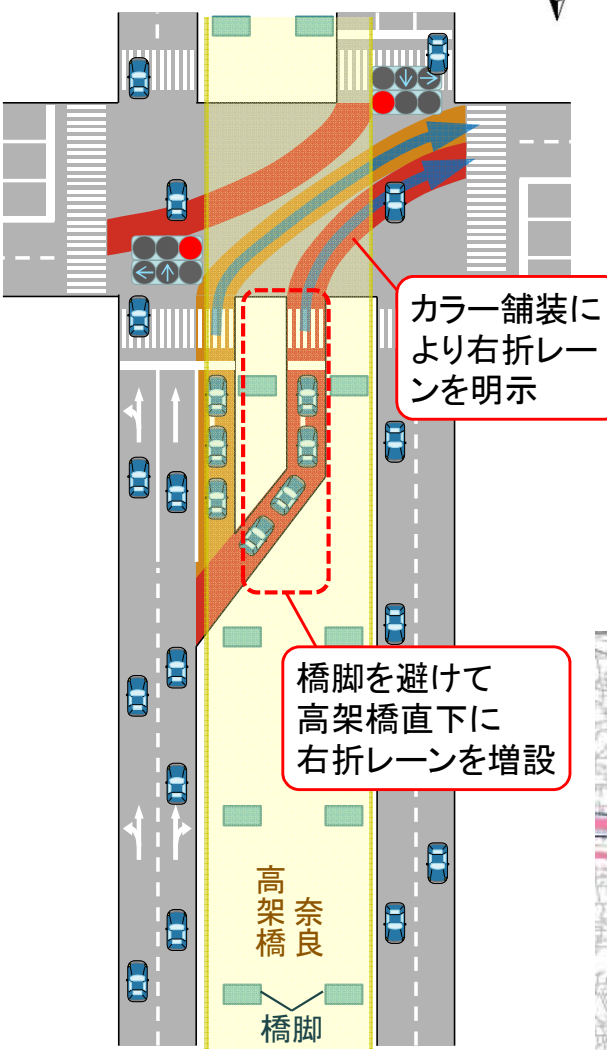 カラー舗装に
より右折レー
ンを明示
橋脚を避けて
高架橋直下に
右折レーンを増設
奈良
高架橋
橋脚